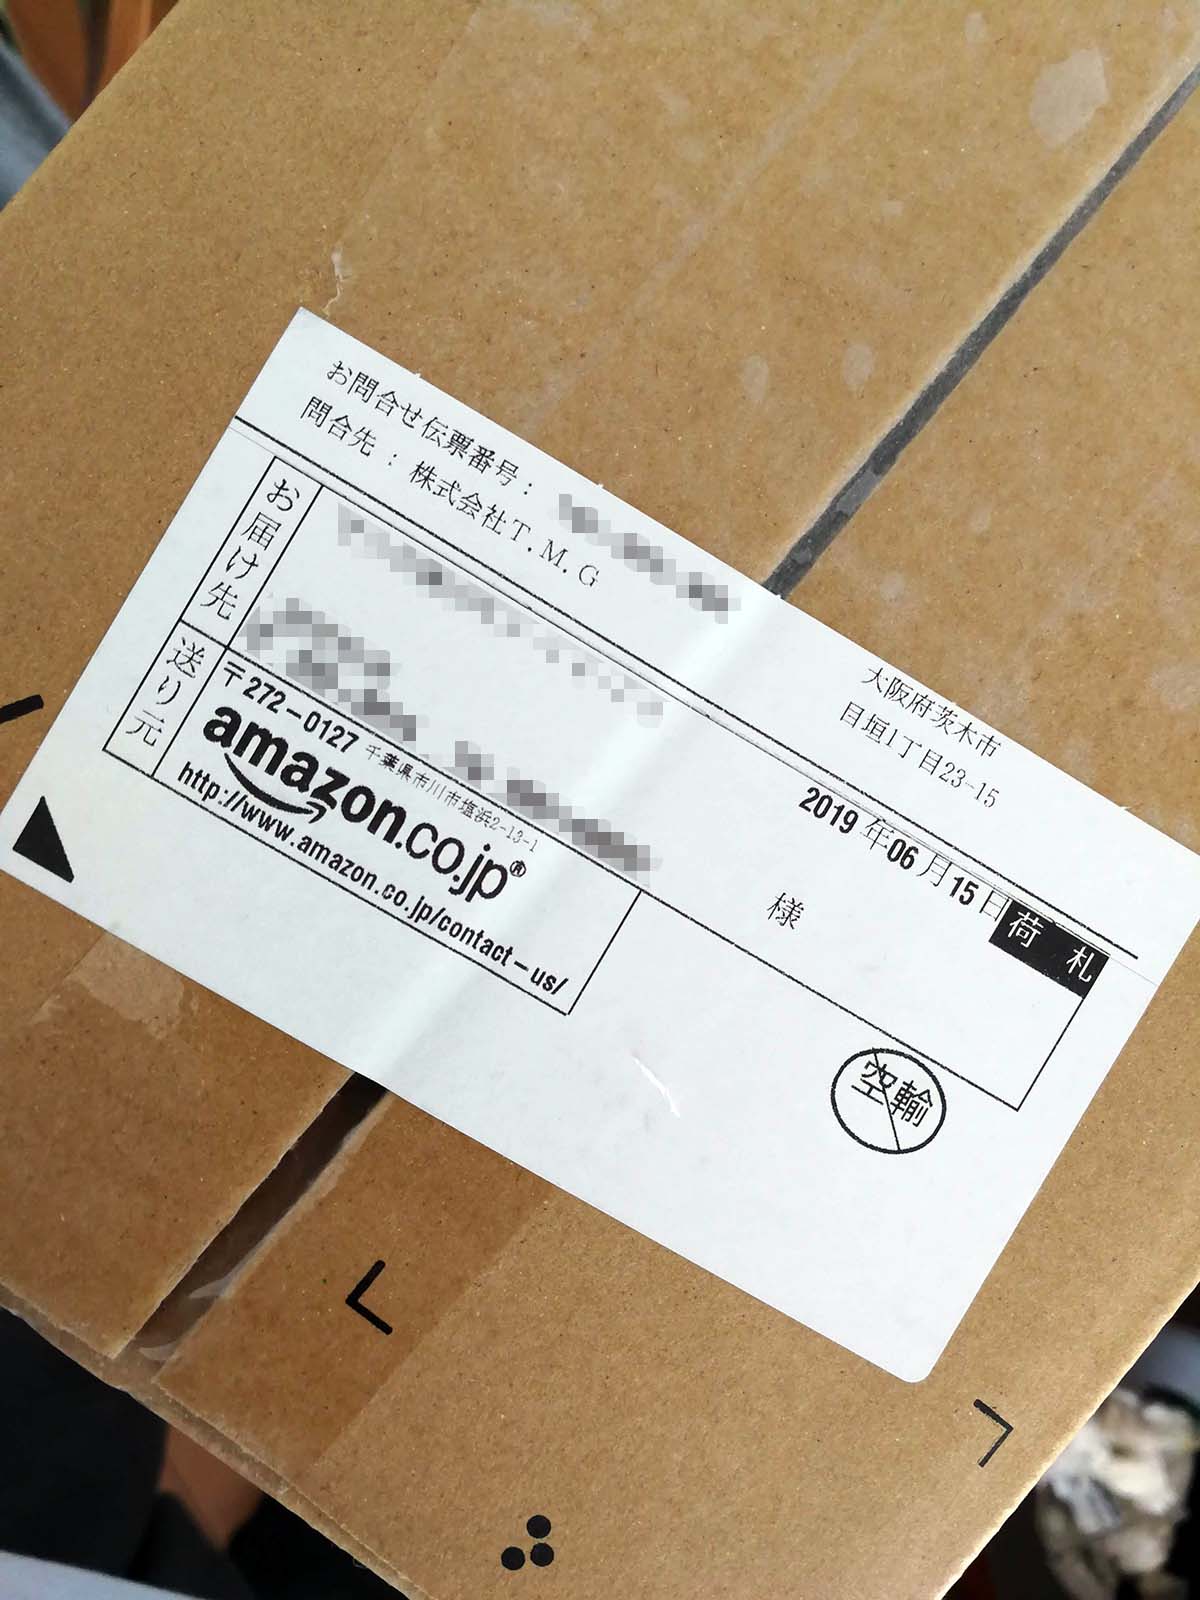 お問合せ伝票番号:
問合先:株式会社T.M.G
大阪府茨木市
目垣1丁目23-15
2019年06月15日
荷札
お届け先
様
送り元
〒272-0127 千葉県市川市塩浜2-13-1
amazon.co.jp®
http://www.amazon.co.jp/contact-us/
空輸